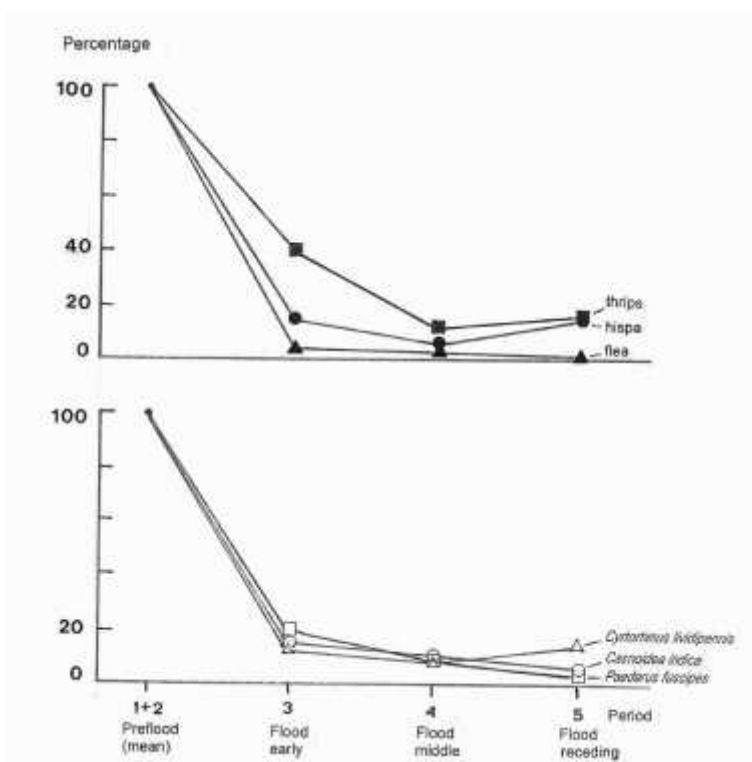 Percentage
100
40
20
0
thrips
hispa
flea
100
20
0
Cyrtorhinus lividipennis
Casnoidea indica
Paederus fuscipes
1+2 3 4 5 Period
Preflood Flood Flood Flood
(mean) early middle receding